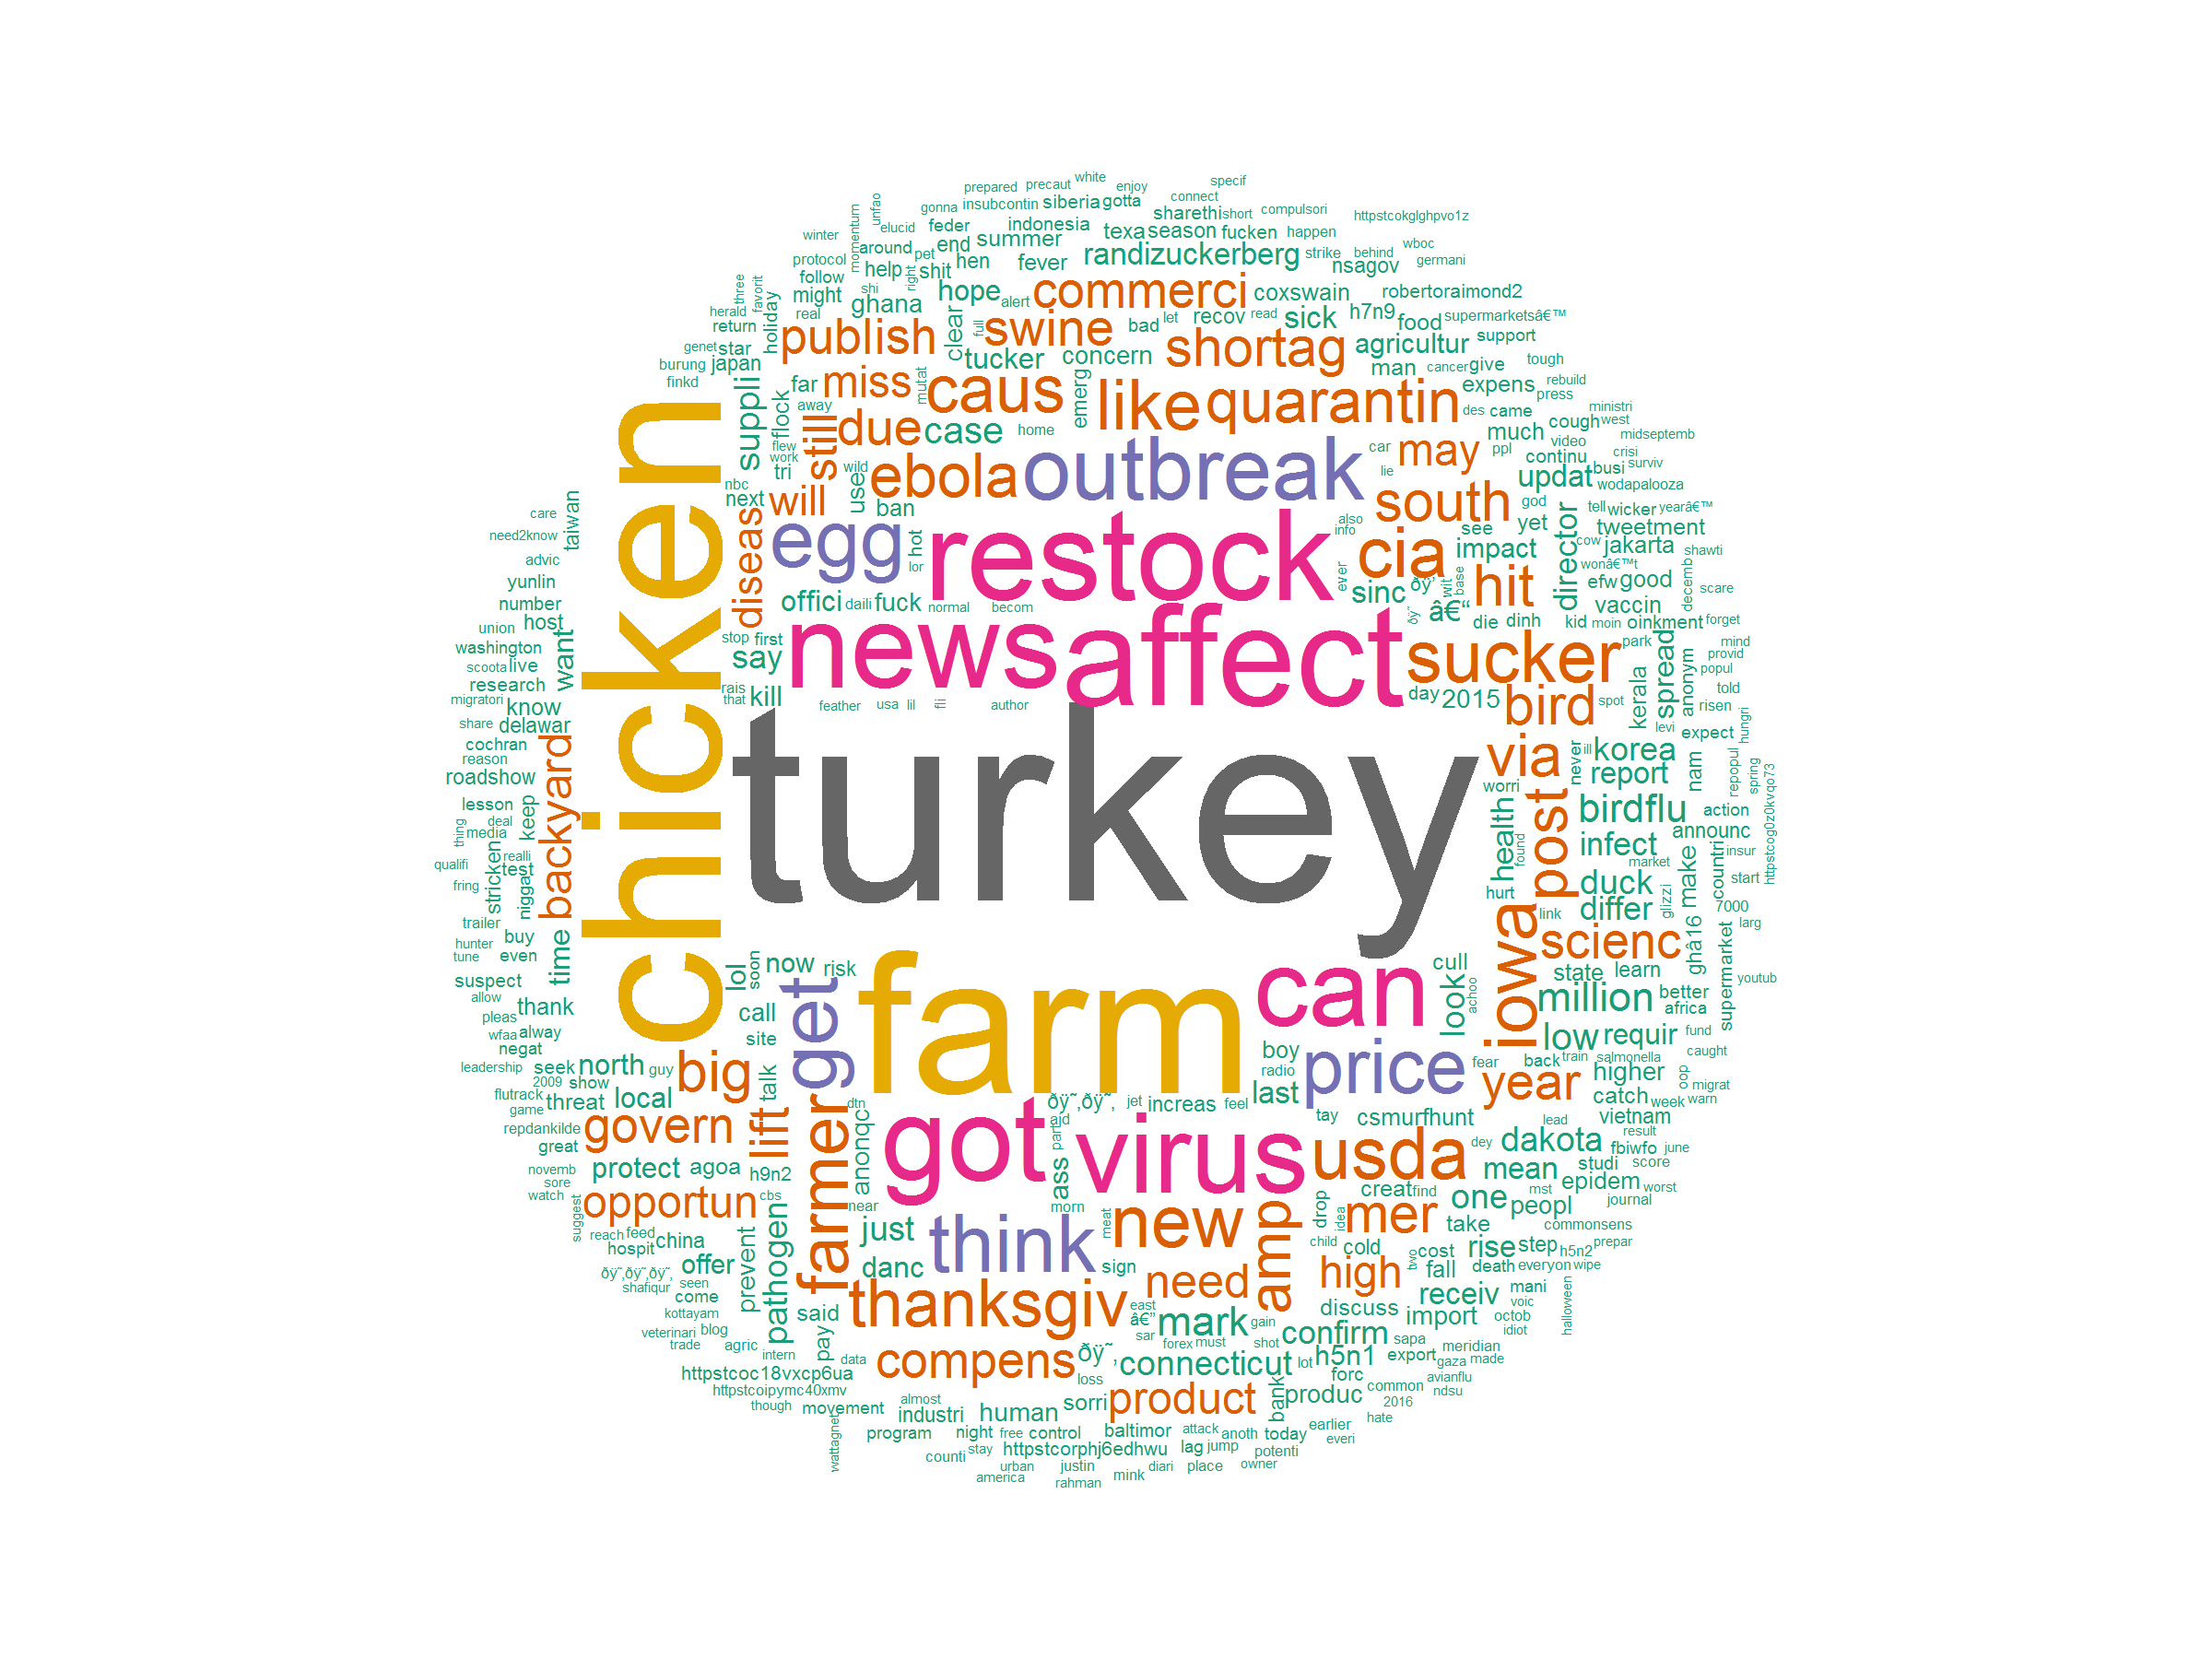 white
specif
prepared
precaut
enjoy
connect
gonna
insubcontin
siberia
gotta
sharethi
short
compulsori
httpstcokglghpvo1z
unfao
momentum
elucid
feder
indonesia
texa
season
fucken
happen
winter
around
end
summer
randizuckerberg
strike
behind
wboc
protocol
pet
hen
fever
nsagov
germani
follow
help
shit
right
three
favorit
might
shi
ghana
hope
alert
commerci
coxswain
robertoraimond2
herald
holiday
real
full
clear
swine
bad
let
recov
read
sick
h7n9
food
supermarketsâ€™
return
publish
support
genet
star
tucker
concern
shortag
agricultur
burung
japan
man
cancer
give
tough
finkd
suppli
far
miss
mutat
caus
emerg
like
quarantin
expens
rebuild
press
flock
away
still
due
case
home
des
came
cough
ministri
west
much
midseptemb
flew
work
tri
wild
ebola
outbreak
car
may
ppl
video
continu
crisi
lie
nbc
next
will
use
ban
updat
busi
surviv
wodapalooza
care
taiwan
diseas
egg
hot
restock
also
info
south
god
tell
wicker
yearâ€™
need2know
see
yet
tweetment
director
advic
lor
cia
impact
cow
jakarta
shawti
wonâ€™t
yunlin
ever
sinc
ðÿ’
wit
base
hit
efw
good
decemb
scare
number
offici
daili
fuck
normal
becom
vaccin
host
ðÿ˜
â€“
die
dinh
kid
moin
oinkment
forget
union
want
stop
first
news
affect
sucker
park
spread
mind
washington
say
provid
scoota
live
popul
research
rais
that
kill
day
2015
bird
spot
kerala
anonym
told
migratori
know
feather
usa
lil
fli
author
risen
share
delawar
levi
expect
hungri
cochran
chicken
turkey
via
never
ill
korea
nam
repopul
spring
httpstcog0z0kvqo73
reason
backyard
roadshow
worri
report
lesson
keep
health
post
birdflu
action
deal
thing
media
found
infect
announc
realli
test
market
countri
insur
qualifi
stricken
hurt
duck
make
start
fring
nigga
link
differ
glizzi
7000
trailer
iowa
ghâ16
larg
hunter
buy
scienc
tune
even
time
lol
soon
now
risk
farm
can
cull
look
achoo
state
learn
supermarket
youtub
suspect
allow
get
million
better
thank
call
africa
pleas
wfaa
alway
site
low
requir
fund
negat
boy
price
caught
leadership
seek
north
guy
big
talk
radio
fear
back
train
salmonella
2009
show
last
year
higher
oop
migrat
flutrack
threat
local
farmer
dtn
got
ðÿ˜‚ðÿ˜‚
jet
increas
feel
catch
week
warn
game
ajd
tay
csmurfhunt
vietnam
repdankilde
govern
lift
anonqc
part
virus
lead
great
usda
dey
dakota
result
fbiwfo
june
novemb
protect
agoa
h9n2
ass
mean
studi
score
sore
watch
opportun
cbs
near
morn
creat
find
mst
epidem
worst
one
journal
suggest
pathogen
just
think
meat
new
amp
drop
idea
mer
peopl
reach
feed
china
take
commonsens
hospit
prevent
child
cold
two
cost
rise
step
h5n2
prepar
offer
danc
sign
ðÿ˜‚ðÿ˜‚ðÿ˜‚
seen
need
high
fall
death
everyon
wipe
shafiqur
come
thanksgiv
receiv
mani
halloween
kottayam
said
east
â€”
mark
gain
discuss
import
voic
octob
veterinari
blog
pay
sar
confirm
idiot
trade
agric
forex
must
shot
sapa
meridian
intern
data
compens
ðÿ˜‚
connecticut
lot
h5n1
export
gaza
made
httpstcoc18vxcp6ua
loss
forc
avianflu
httpstcoipymc40xmv
almost
product
bank
produc
common
ndsu
though
movement
industri
human
sorri
2016
hate
wattagnet
program
night
free
control
baltimor
attack
anoth
today
earlier
everi
counti
stay
httpstcorphj6edhwu
lag
jump
potenti
urban
justin
diari
place
owner
america
rahman
mink